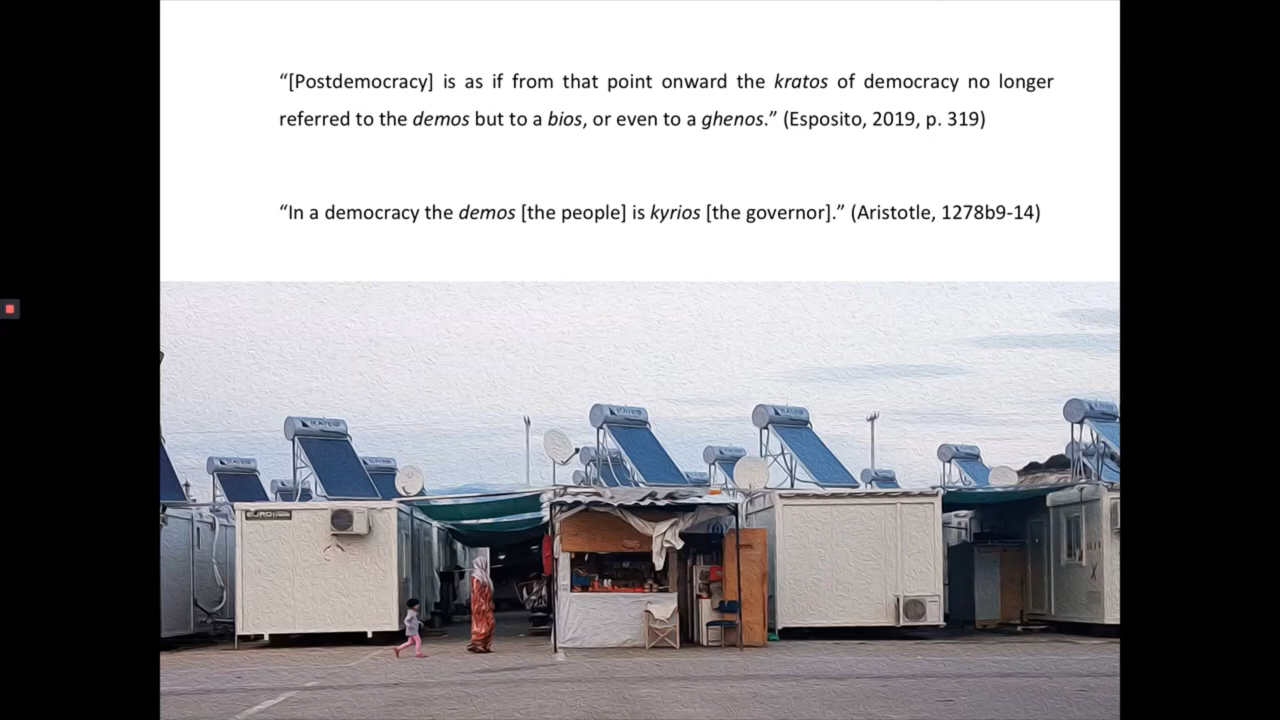 “[Postdemocracy] is as if from that point onward the kratos of democracy no longer
referred to the demos but to a bios, or even to a ghenos.” (Esposito, 2019, p. 319)
“In a democracy the demos [the people] is kyrios [the governor].” (Aristotle, 1278b9-14)